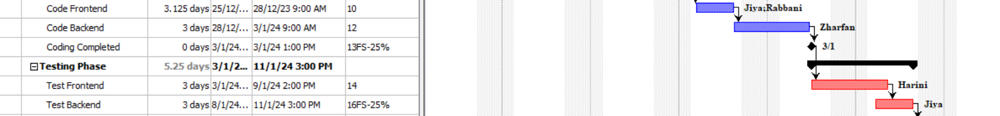 Code Frontend 3.125 days 25/12/... 28/12/23 9:00 AM 10 Jiya;Rabbani
Code Backend 3 days 28/12/... 3/1/24 9:00 AM 12 Zharfan
Coding Completed 0 days 3/1/24... 3/1/24 1:00 PM 13FS-25% 3/1
Testing Phase 5.25 days 3/1/2... 11/1/24 3:00 PM
Test Frontend 3 days 3/1/24... 9/1/24 2:00 PM 14 Harini
Test Backend 3 days 8/1/24... 11/1/24 3:00 PM 16FS-25% Jiya